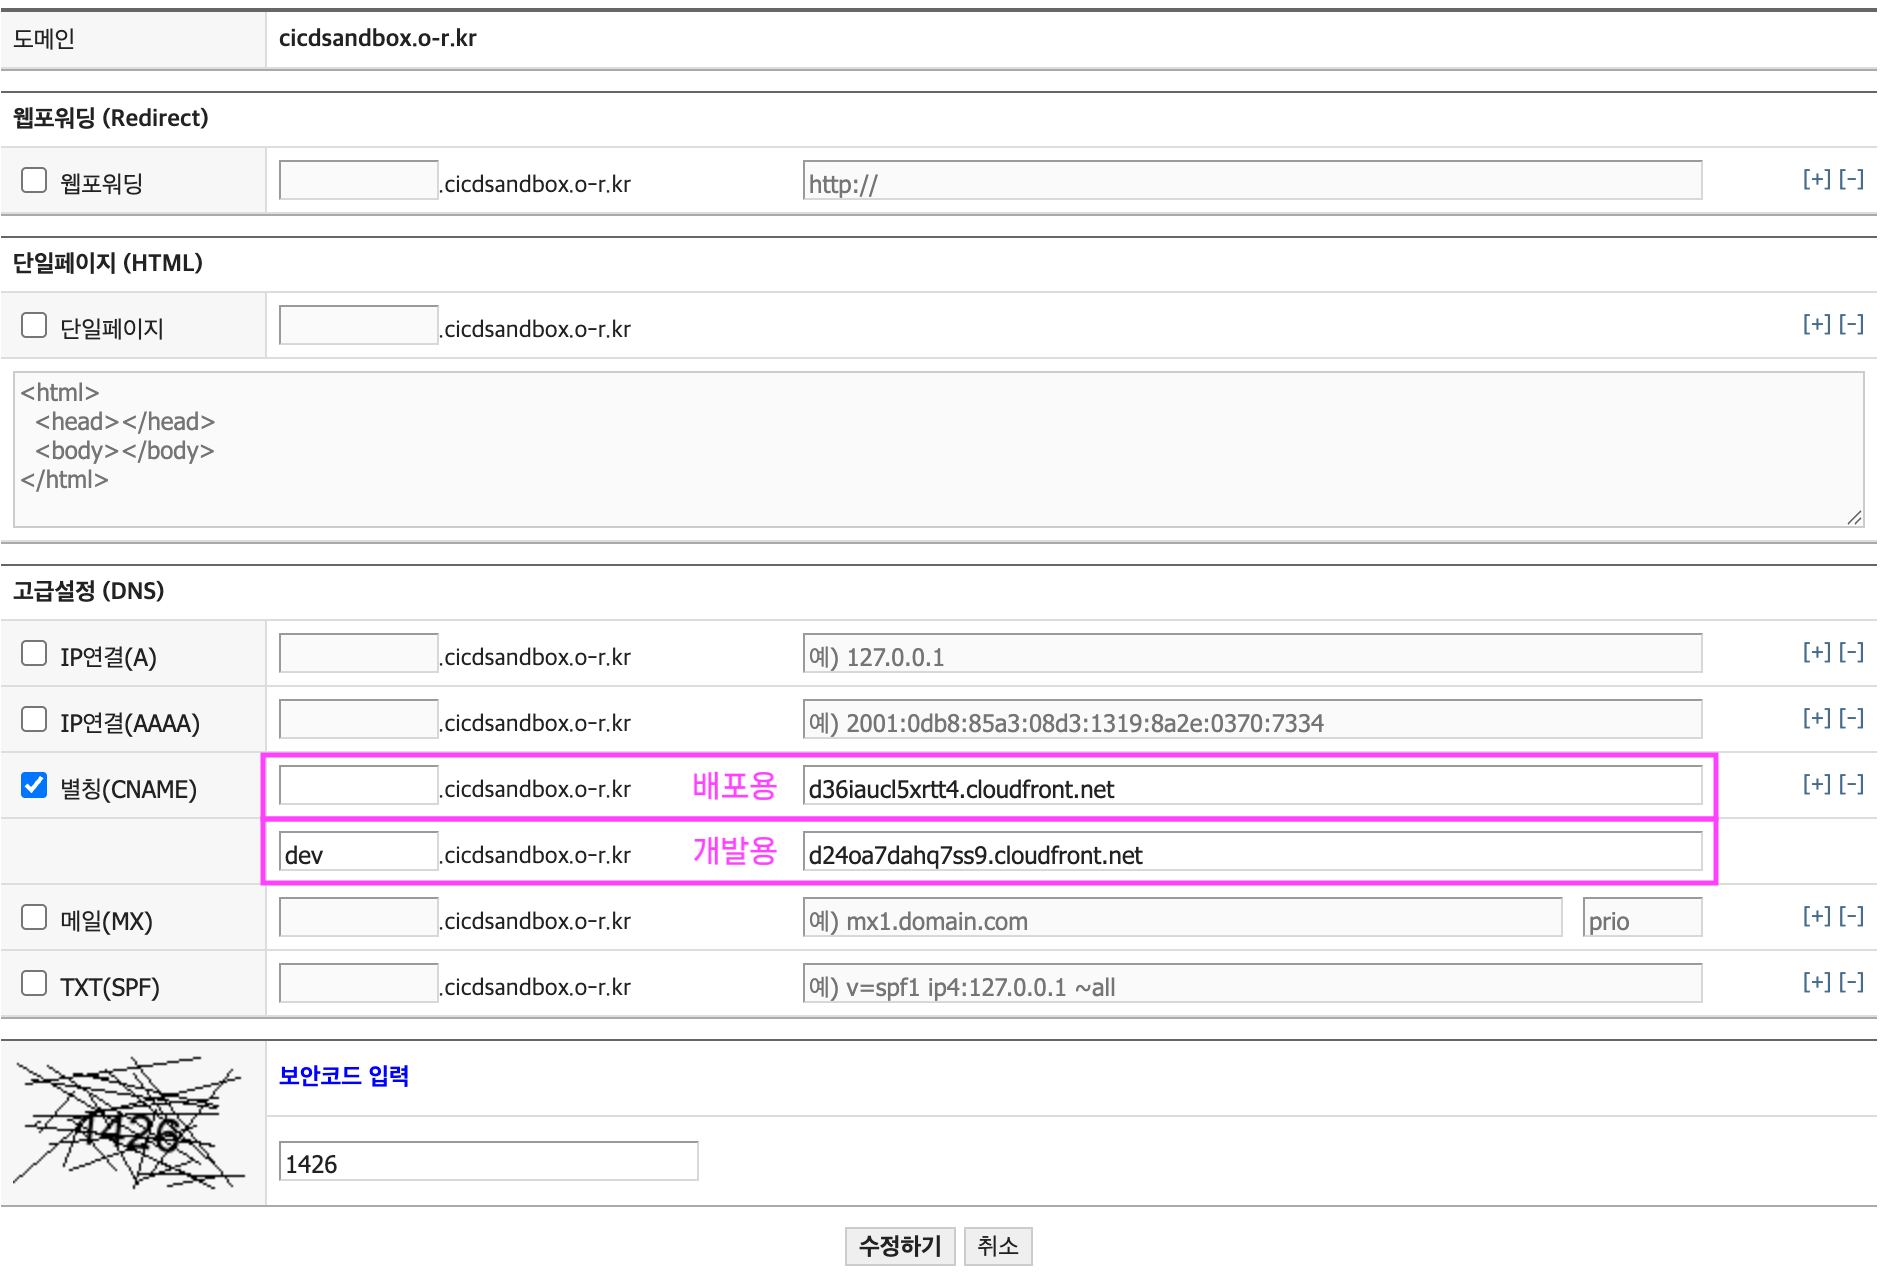 도메인 cicdsandbox.o-r.kr
웹포워딩 (Redirect)
웹포워딩 .cicdsandbox.o-r.kr http:// [+] [-]
단일페이지 (HTML)
단일페이지 .cicdsandbox.o-r.kr [+] [-]
<html>
<head></head>
<body></body>
</html>
고급설정 (DNS)
IP연결(A) .cicdsandbox.o-r.kr 예) 127.0.0.1 [+] [-]
IP연결(AAAA) .cicdsandbox.o-r.kr 예) 2001:0db8:85a3:08d3:1319:8a2e:0370:7334 [+] [-]
별칭(CNAME) .cicdsandbox.o-r.kr 배포용 d36iaucl5xrtt4.cloudfront.net [+] [-]
dev .cicdsandbox.o-r.kr 개발용 d24oa7dahq7ss9.cloudfront.net
메일(MX) .cicdsandbox.o-r.kr 예) mx1.domain.com prio [+] [-]
TXT(SPF) .cicdsandbox.o-r.kr 예) v=spf1 ip4:127.0.0.1 ~all [+] [-]
1426
보안코드 입력
1426
수정하기 취소